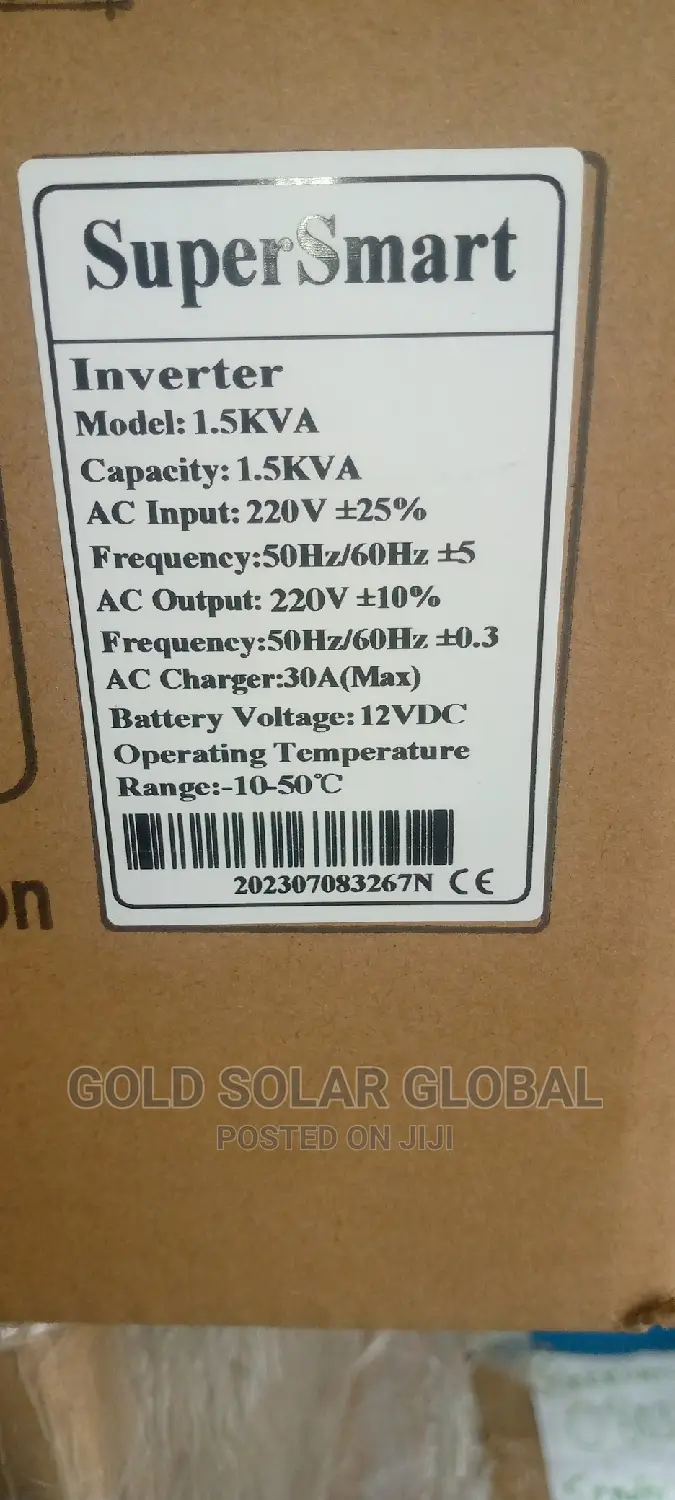 SuperSmart
Inverter
Model: 1.5KVA
Capacity: 1.5KVA
AC Input: 220V ±25%
Frequency:50Hz/60Hz ±5
AC Output: 220V ±10%
Frequency:50Hz/60Hz ±0.3
AC Charger:30A(Max)
Battery Voltage: 12VDC
Operating Temperature
Range:-10-50℃
202307083267N CE
on
GOLD SOLAR GLOBAL
POSTED ON JIJI